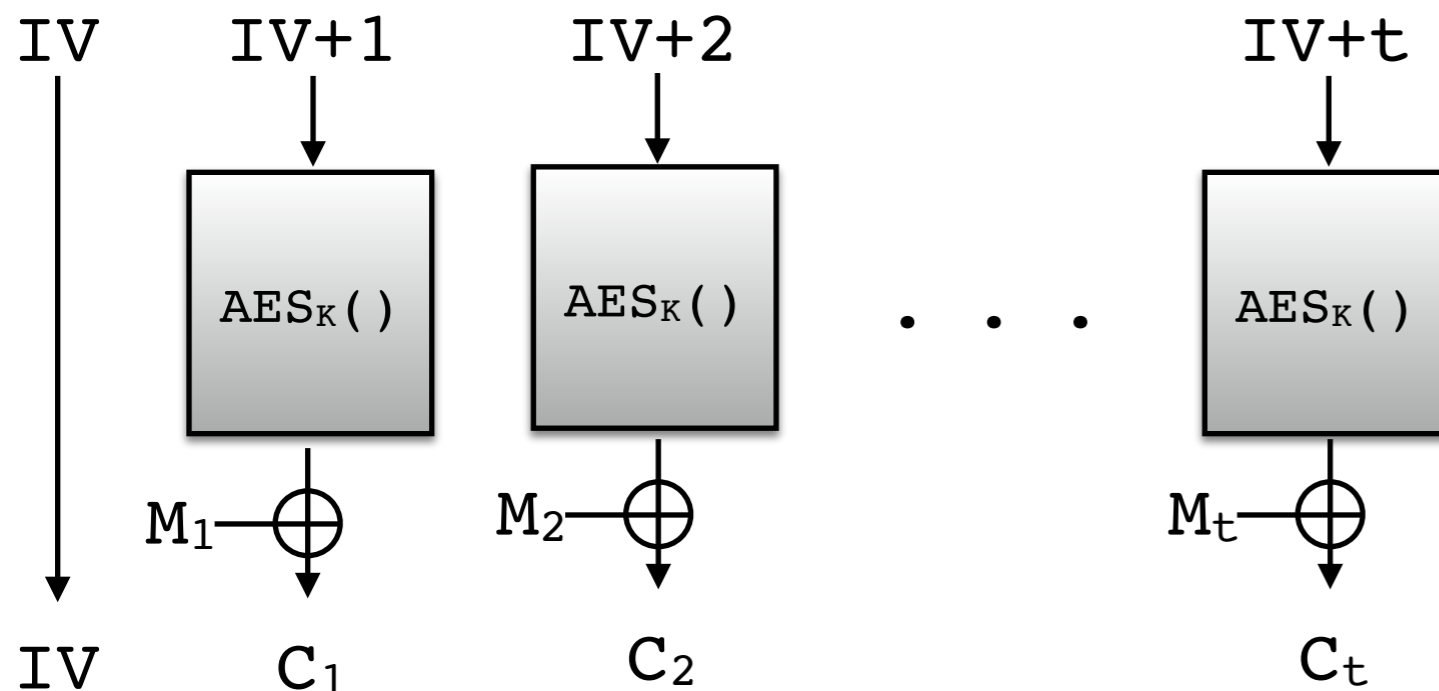 IV IV+1 IV+2 IV+t
AESK() AESK() . . . AESK()
M1 M2 Mt
IV C1 C2 Ct